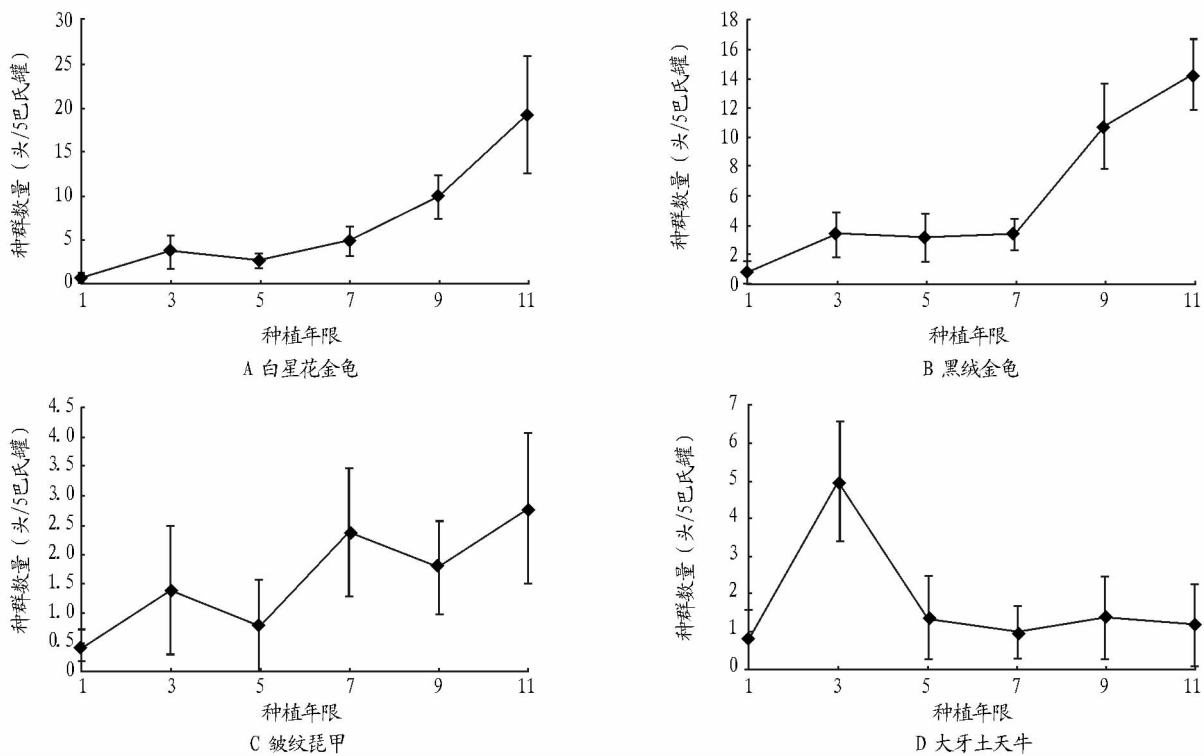 种群数量（头/5巴氏罐）
30
25
20
15
10
5
0
1 3 5 7 9 11
种植年限
A 白星花金龟
种群数量（头/5巴氏罐）
18
16
14
12
10
8
6
4
2
0
1 3 5 7 9 11
种植年限
B 黑绒金龟
种群数量（头/5巴氏罐）
4.5
4.0
3.5
3.0
2.5
2.0
1.5
1.0
0.5
0
1 3 5 7 9 11
种植年限
C 皱纹琵甲
种群数量（头/5巴氏罐）
7
6
5
4
3
2
1
0
1 3 5 7 9 11
种植年限
D 大牙土天牛